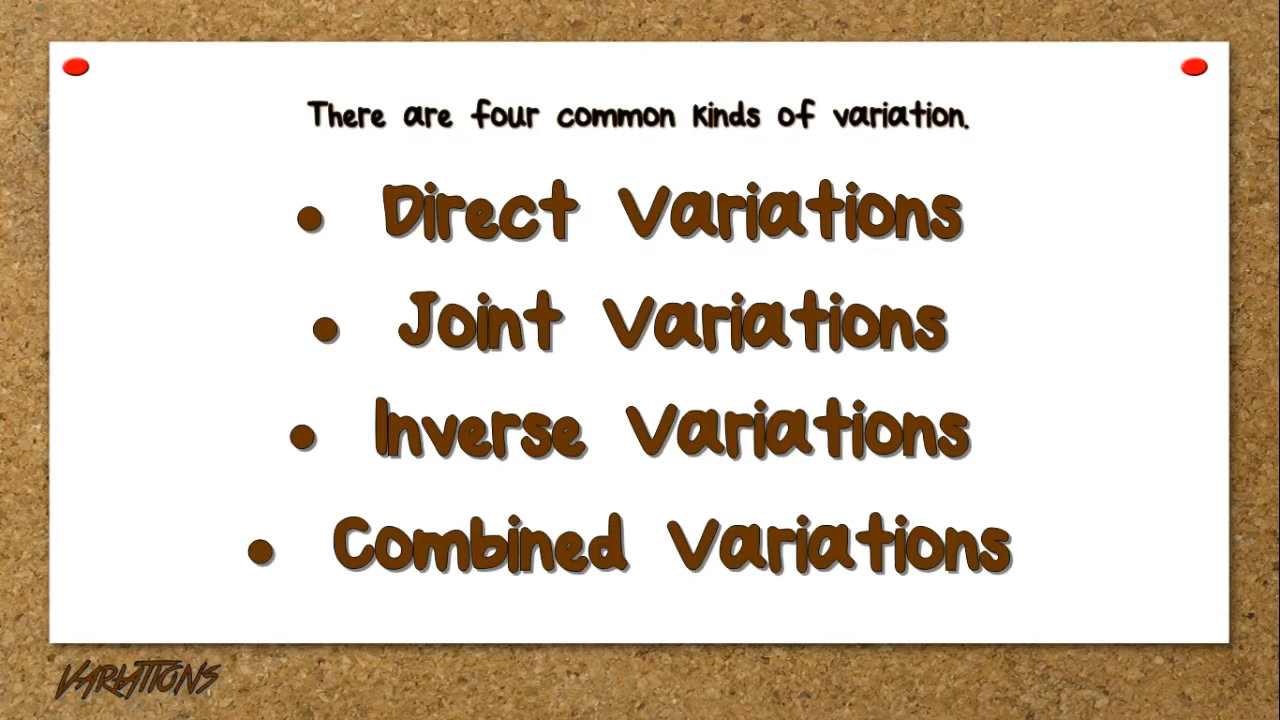 There are four common kinds of variation.
• Direct Variations
• Joint Variations
• Inverse Variations
• Combined Variations
VARIATIONS